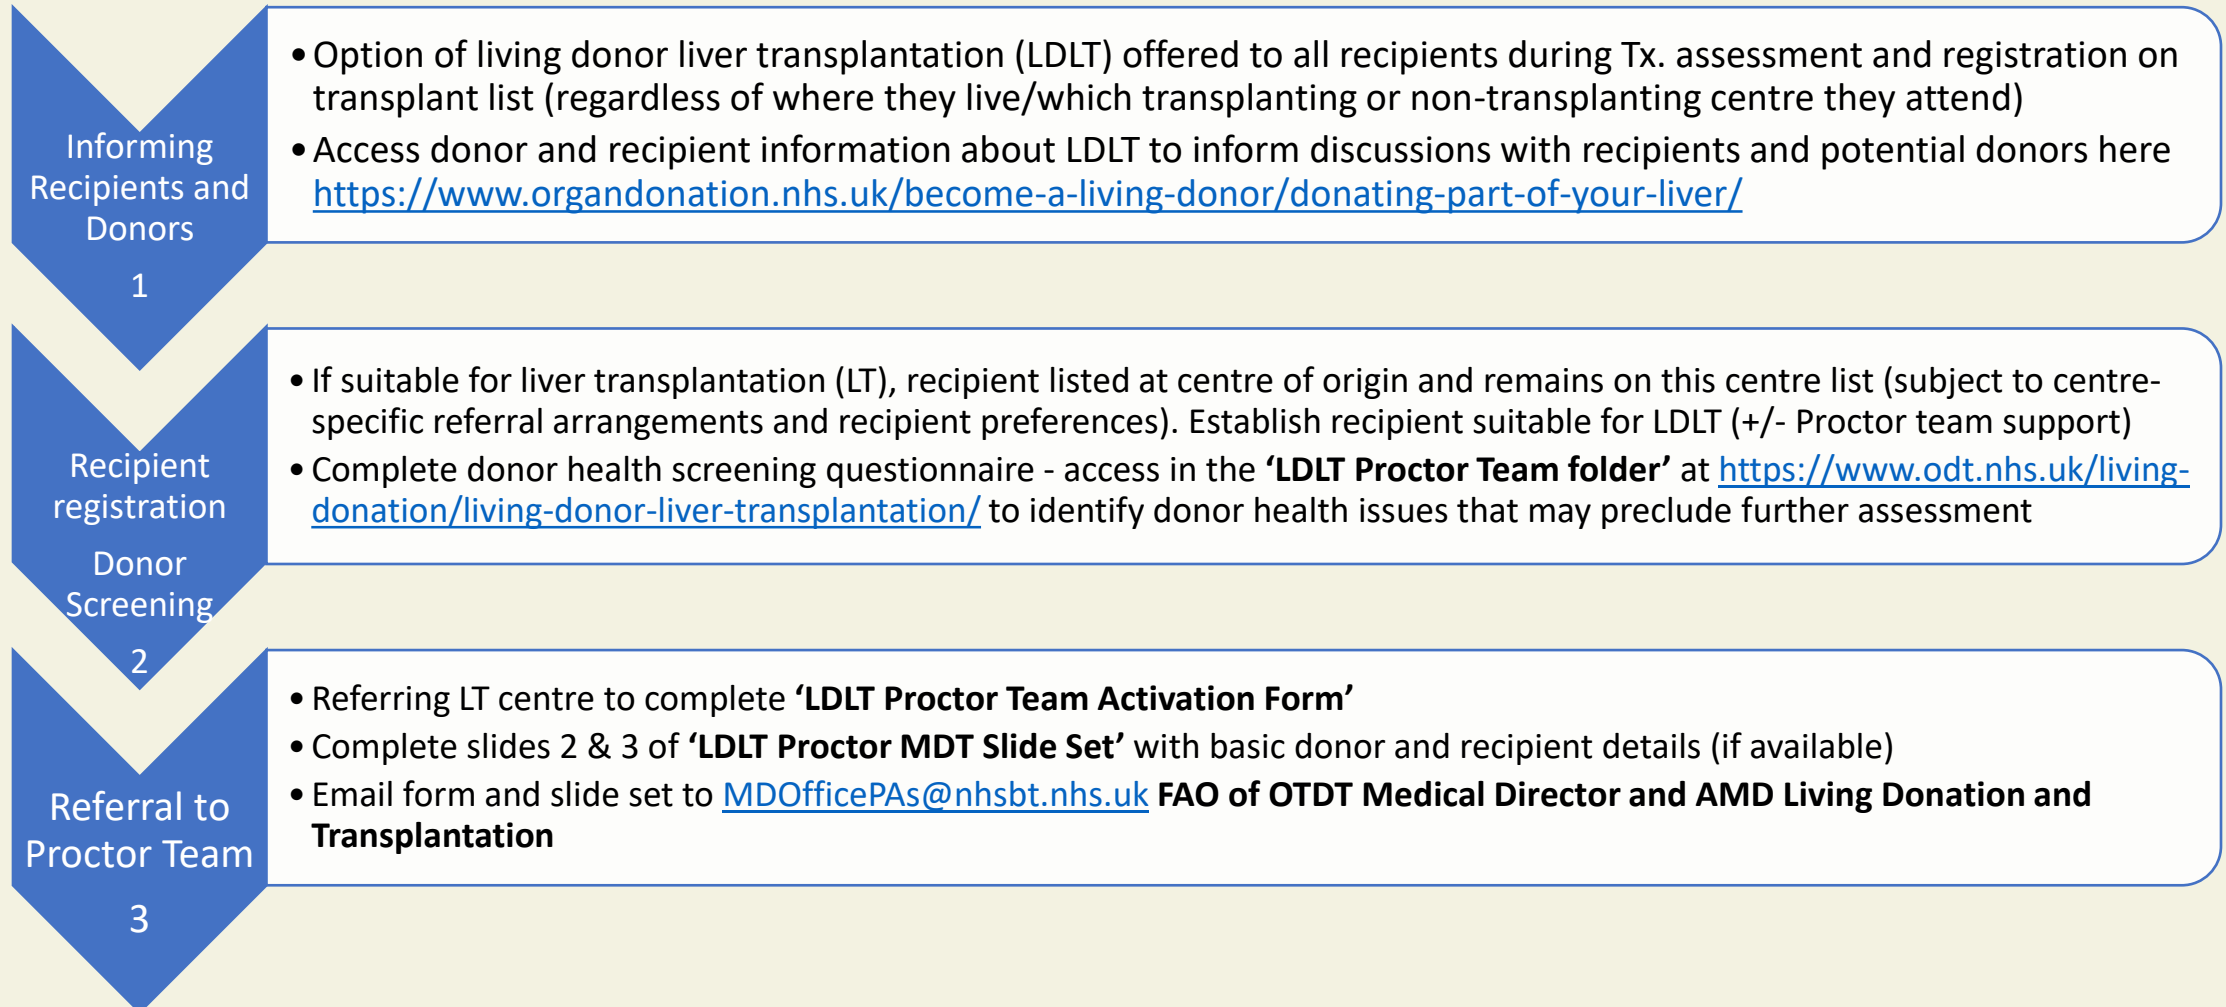 Informing
Recipients and
Donors
1
•Option of living donor liver transplantation (LDLT) offered to all recipients during Tx. assessment and registration on
transplant list (regardless of where they live/which transplanting or non-transplanting centre they attend)
•Access donor and recipient information about LDLT to inform discussions with recipients and potential donors here
https://www.organdonation.nhs.uk/become-a-living-donor/donating-part-of-your-liver/
Recipient
registration
Donor
Screening
2
•If suitable for liver transplantation (LT), recipient listed at centre of origin and remains on this centre list (subject to centre-
specific referral arrangements and recipient preferences). Establish recipient suitable for LDLT (+/- Proctor team support)
•Complete donor health screening questionnaire - access in the ‘LDLT Proctor Team folder’ at https://www.odt.nhs.uk/living-
donation/living-donor-liver-transplantation/ to identify donor health issues that may preclude further assessment
Referral to
Proctor Team
3
•Referring LT centre to complete ‘LDLT Proctor Team Activation Form’
•Complete slides 2 & 3 of ‘LDLT Proctor MDT Slide Set’ with basic donor and recipient details (if available)
•Email form and slide set to MDOfficePAs@nhsbt.nhs.uk FAO of OTDT Medical Director and AMD Living Donation and
Transplantation